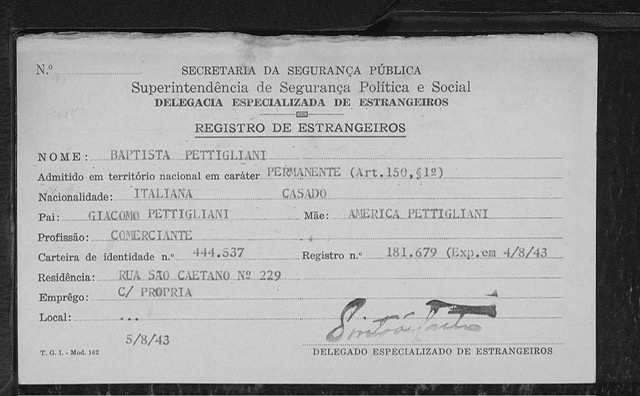 N.º SECRETARIA DA SEGURANÇA PÚBLICA
Superintendência de Segurança Política e Social
DELEGACIA ESPECIALIZADA DE ESTRANGEIROS
REGISTRO DE ESTRANGEIROS
NOME: BAPTISTA PETTIGLIANI
Admitido em território nacional em caráter PERMANENTE (Art.150,§1º)
Nacionalidade: ITALIANA CASADO
Pai: GIACOMO PETTIGLIANI Mãe: AMERICA PETTIGLIANI
Profissão: COMERCIANTE
Carteira de identidade n.º 444.537 Registro n.º 181.679 (Exp.em 4/8/43
Residência: RUA SÃO CAETANO Nº 229
Emprêgo: C/ PROPRIA
Local: ...
5/8/43
T. G. I. - Mod. 162 DELEGADO ESPECIALIZADO DE ESTRANGEIROS